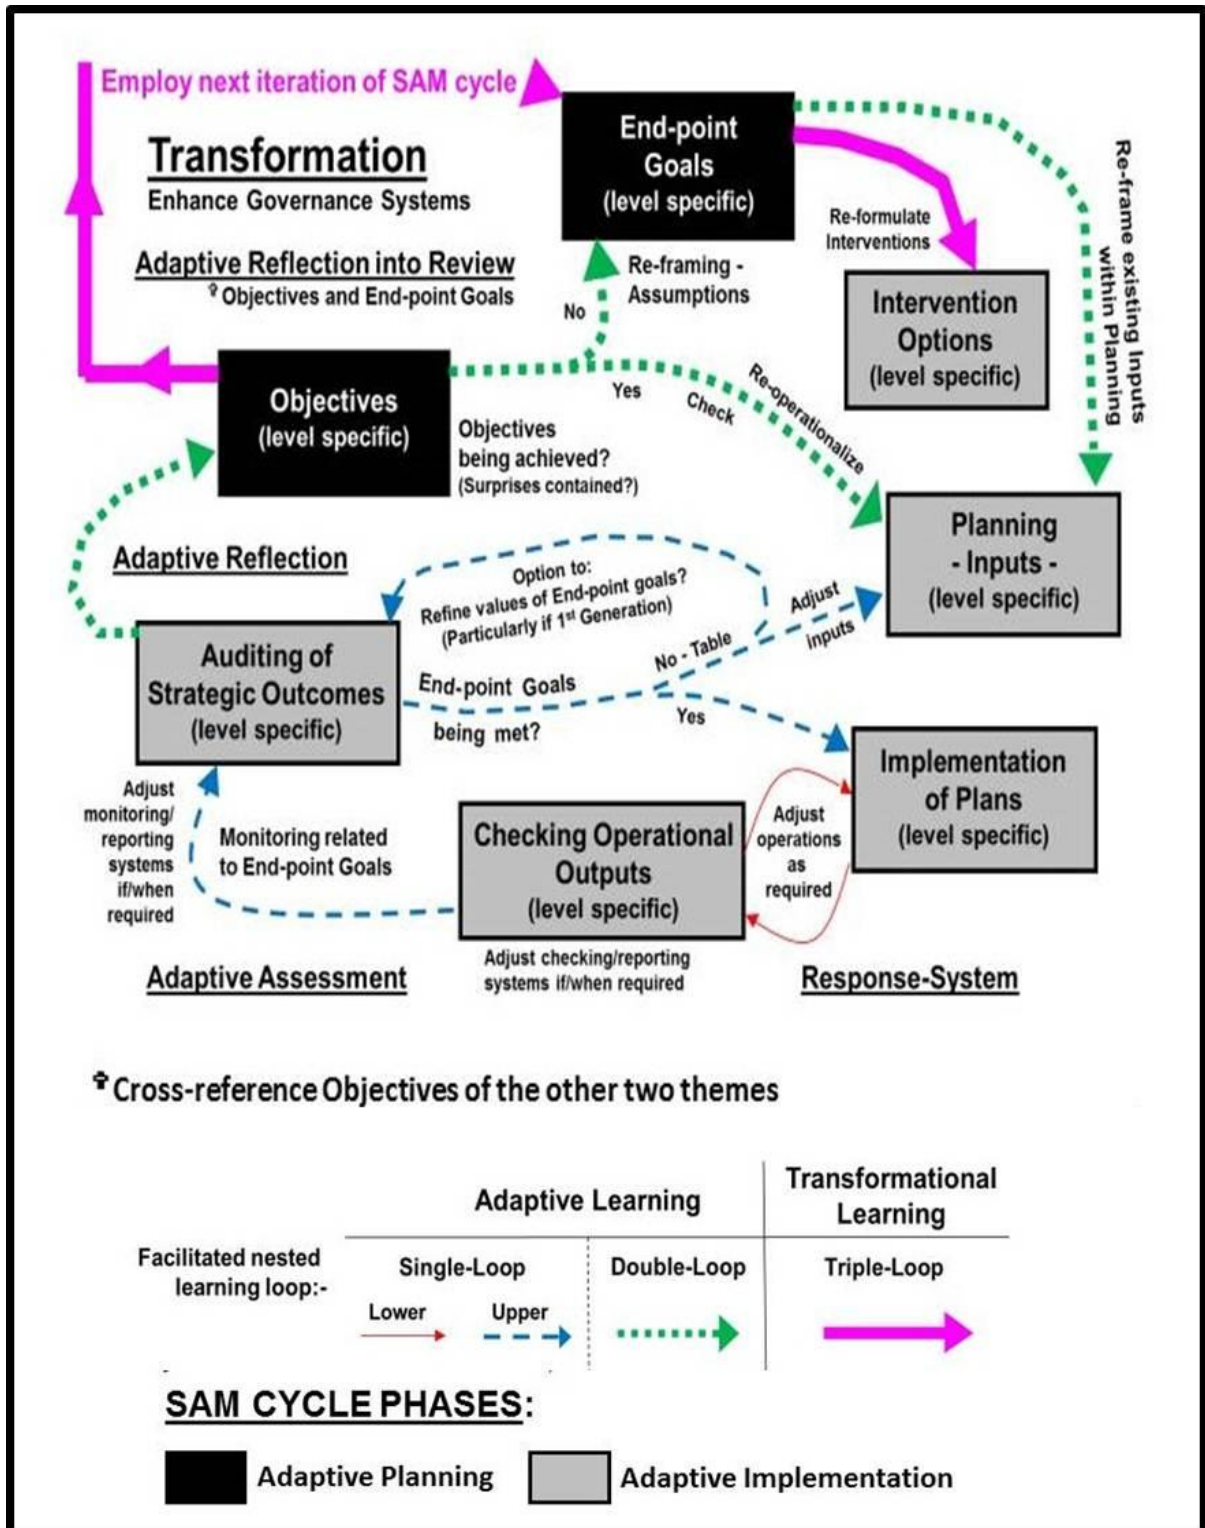 Employ next iteration of SAM cycle
Transformation
Enhance Governance Systems
Adaptive Reflection into Review
✞ Objectives and End-point Goals
End-point
Goals
(level specific)
Re-formulate
Interventions
Re-frame existing Inputs
within Planning
Re-framing -
Assumptions
No
Intervention
Options
(level specific)
Objectives
(level specific)
Yes
Check
Re-operationalize
Objectives
being achieved?
(Surprises contained?)
Planning
- Inputs -
(level specific)
Adaptive Reflection
Option to:
Refine values of End-point goals?
(Particularly if 1st Generation)
Adjust
inputs
No - Table
Auditing of
Strategic Outcomes
(level specific)
End-point Goals
being met?
Yes
Implementation
of Plans
(level specific)
Adjust
monitoring/
reporting
systems
if/when
required
Monitoring related
to End-point Goals
Checking Operational
Outputs
(level specific)
Adjust
operations
as
required
Adjust checking/reporting
systems if/when required
Adaptive Assessment
Response-System
✞ Cross-reference Objectives of the other two themes
Adaptive Learning
Transformational
Learning
Facilitated nested
learning loop:-
Single-Loop
Double-Loop
Triple-Loop
Lower
Upper
SAM CYCLE PHASES:
Adaptive Planning
Adaptive Implementation